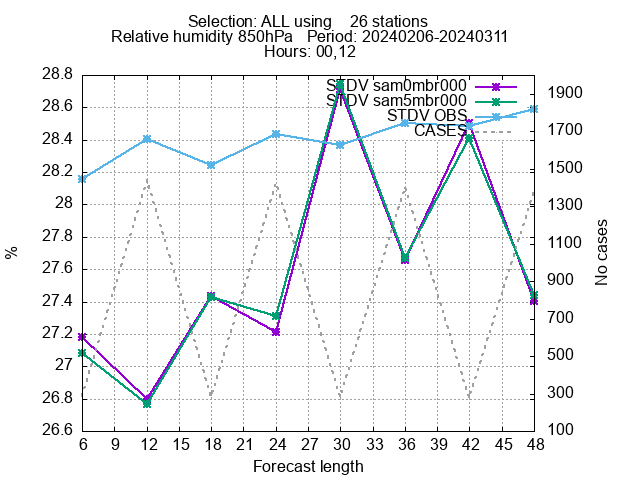 Selection: ALL using 26 stations
Relative humidity 850hPa Period: 20240206-20240311
Hours: 00,12
28.8
28.6
28.4
28.2
28
27.8
27.6
27.4
27.2
27
26.8
26.6
%
STDV sam0mbr000
STDV sam5mbr000
STDV OBS
CASES
1900
1700
1500
1300
1100
900
700
500
300
100
No cases
6 9 12 15 18 21 24 27 30 33 36 39 42 45 48
Forecast length